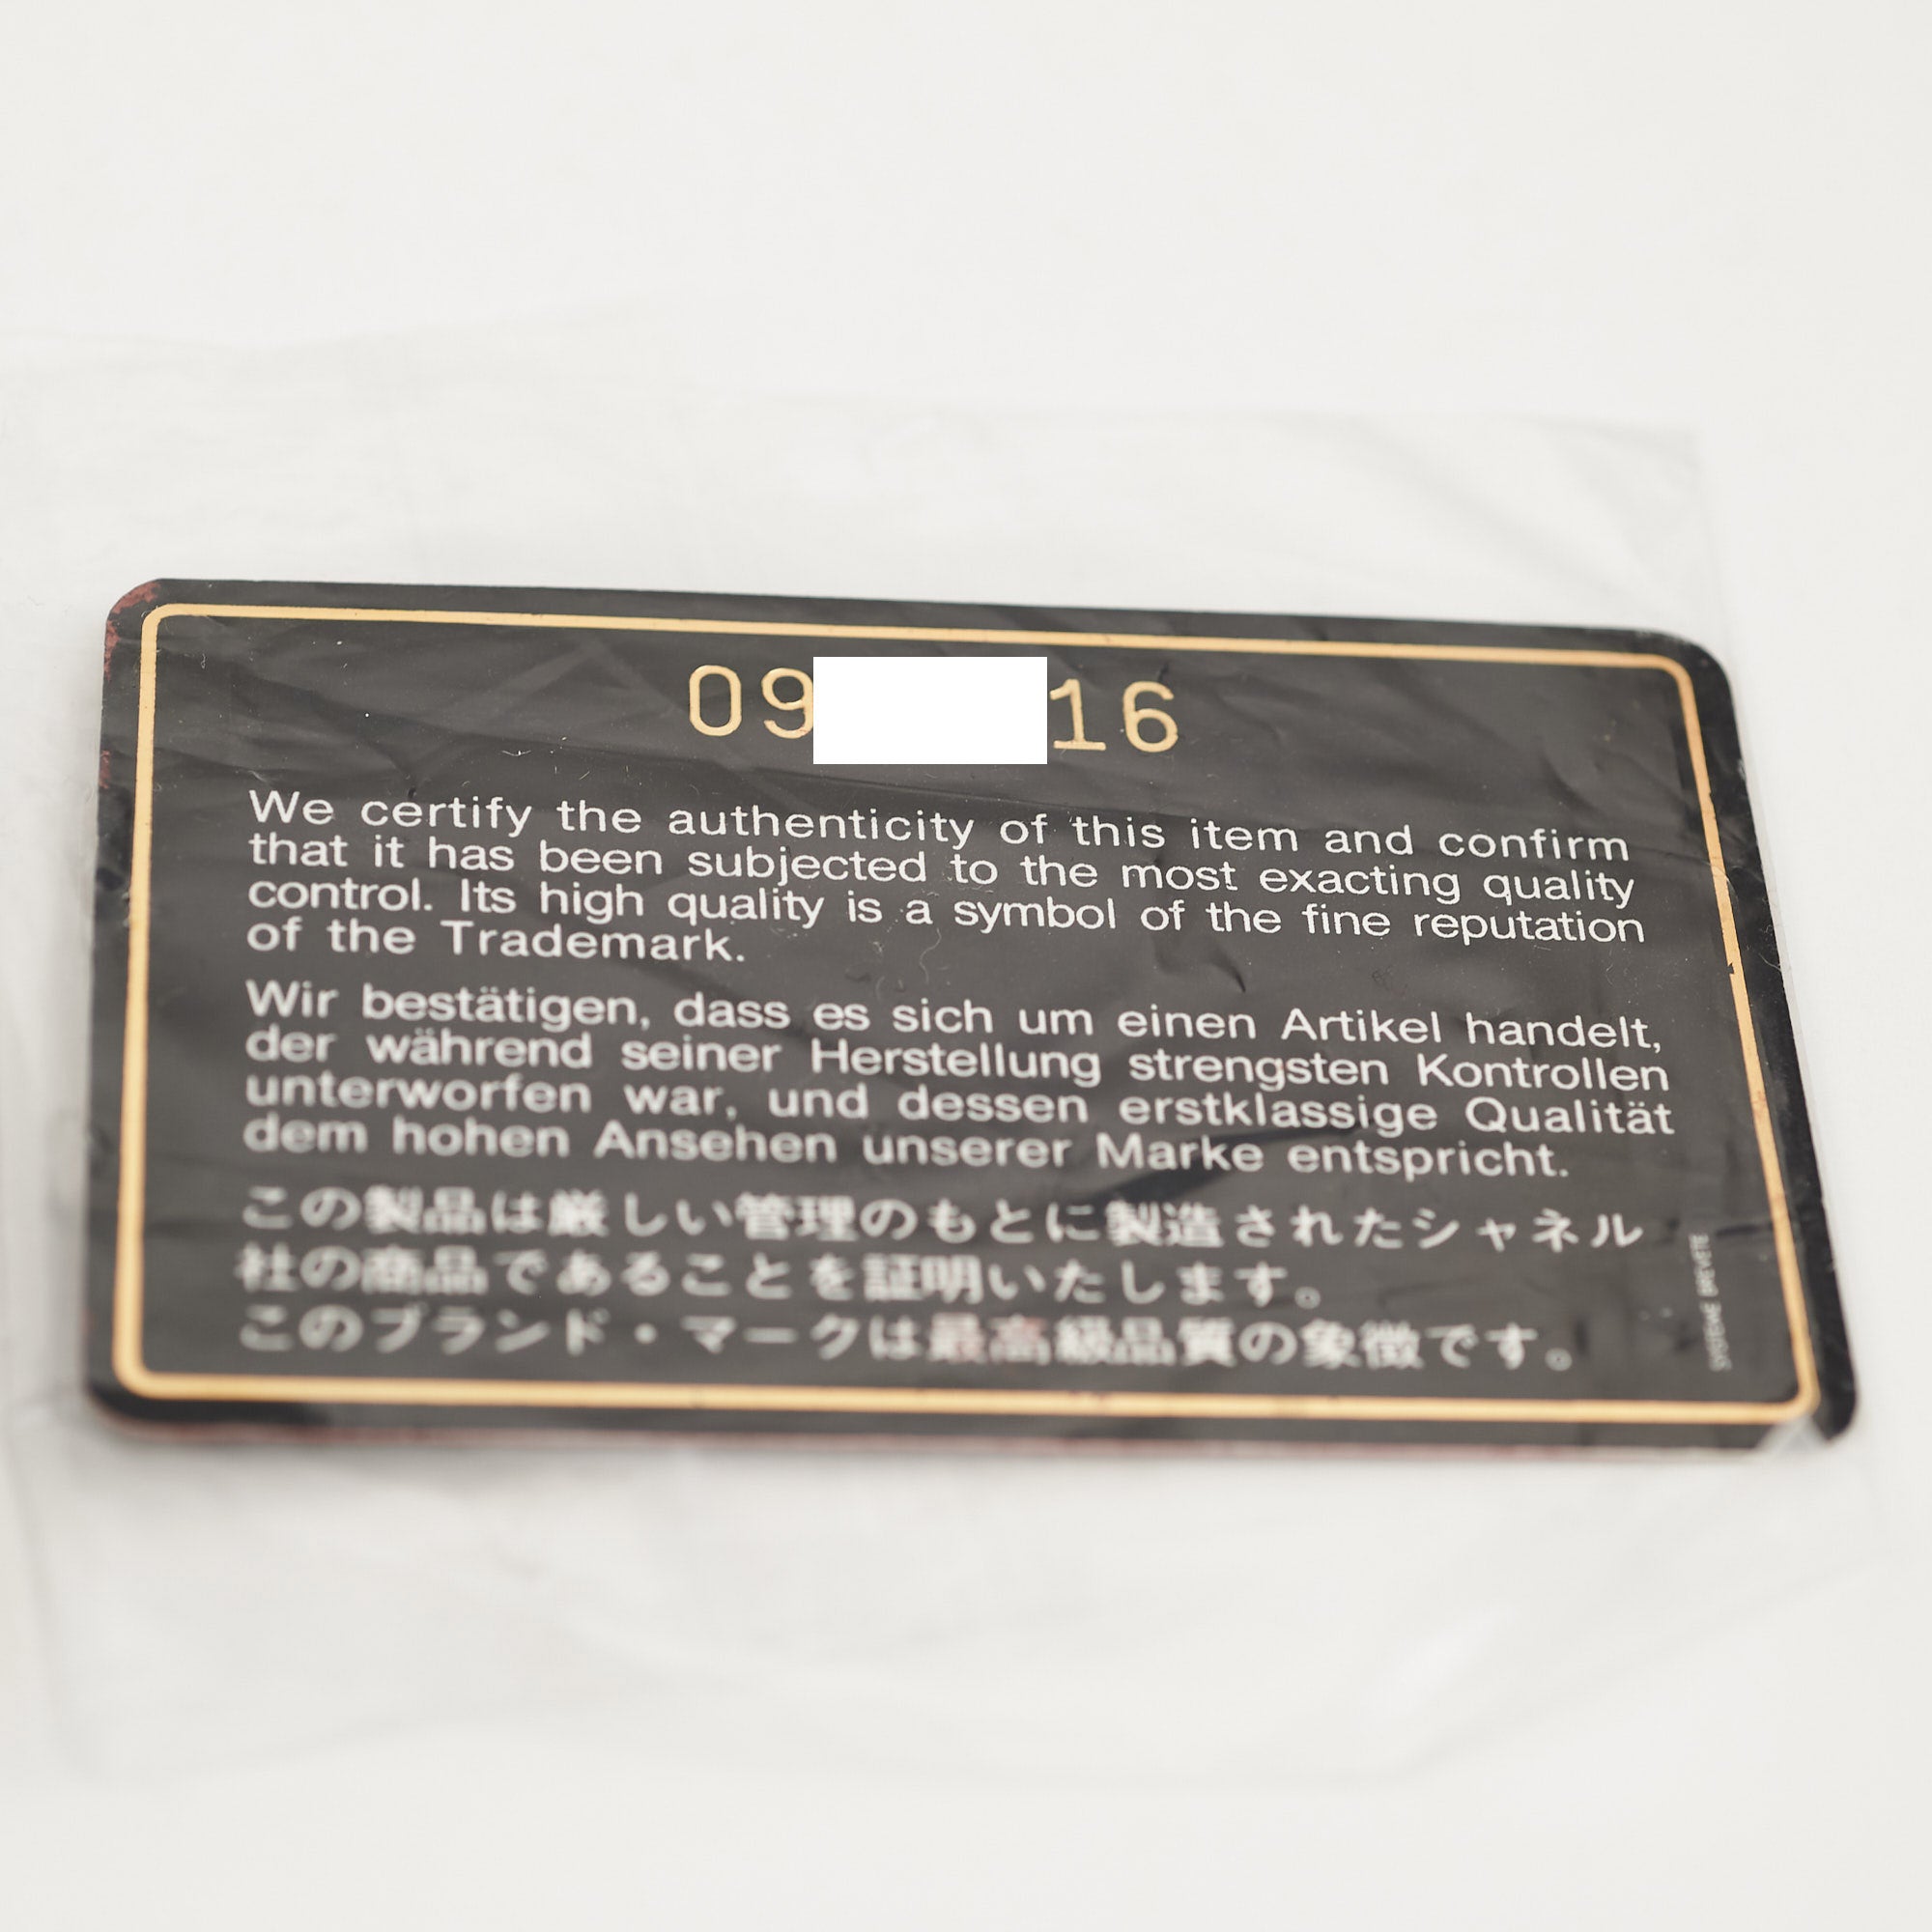 09 16
We certify the authenticity of this item and confirm
that it has been subjected to the most exacting quality
control. Its high quality is a symbol of the fine reputation
of the Trademark.
Wir bestätigen, dass es sich um einen Artikel handelt,
der während seiner Herstellung strengsten Kontrollen
unterworfen war, und dessen erstklassige Qualität
dem hohen Ansehen unserer Marke entspricht.
この製品は厳しい管理のもとに製造されたシャネル
社の商品であることを証明いたします。
このブランド・マークは最高級品質の象徴です。
SYSTEME BREVETE